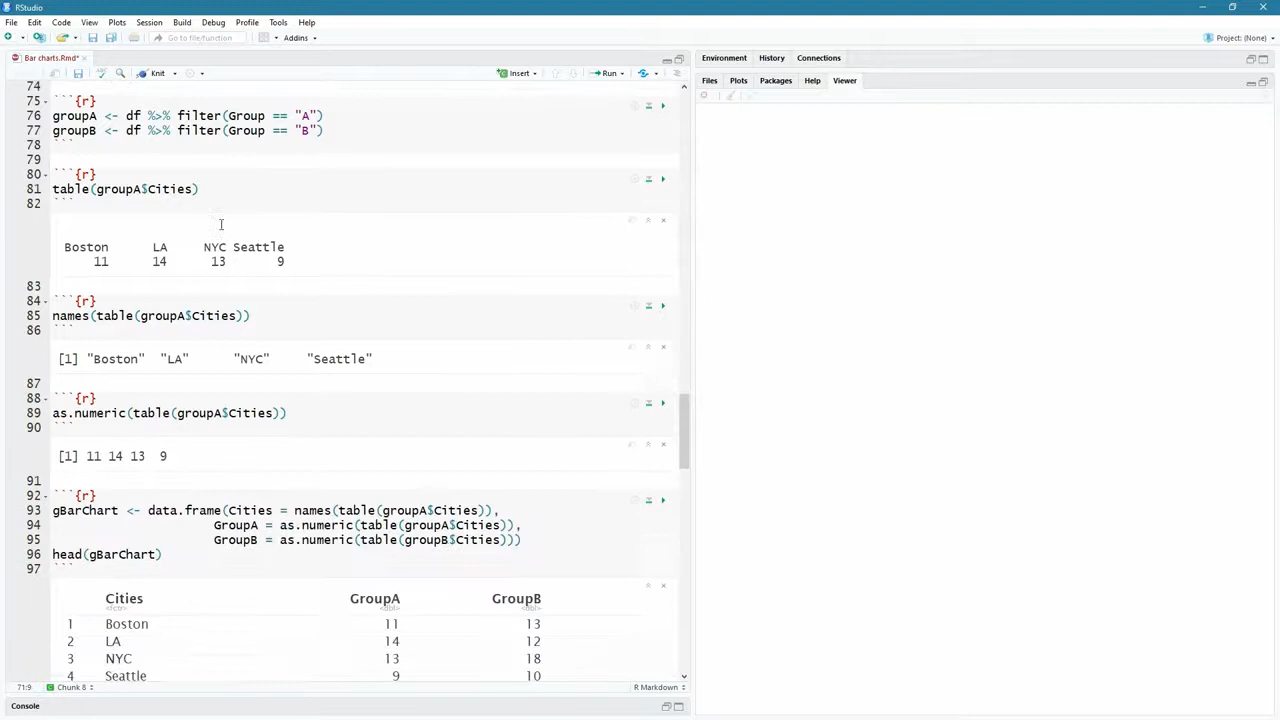 RStudio
File Edit Code View Plots Session Build Debug Profile Tools Help
Go to file/function
Addins
Project: (None)
Bar charts.Rmd*
Environment History Connections
Knit
Insert
Run
Files Plots Packages Help Viewer
74
75 ```{r}
76 groupA <- df %>% filter(Group == "A")
77 groupB <- df %>% filter(Group == "B")
78 ```
79
80 ```{r}
81 table(groupA$Cities)
82 ```
Boston LA NYC Seattle
11 14 13 9
83
84 ```{r}
85 names(table(groupA$Cities))
86 ```
[1] "Boston" "LA" "NYC" "Seattle"
87
88 ```{r}
89 as.numeric(table(groupA$Cities))
90 ```
[1] 11 14 13 9
91
92 ```{r}
93 gBarChart <- data.frame(Cities = names(table(groupA$Cities)),
94 GroupA = as.numeric(table(groupA$Cities)),
95 GroupB = as.numeric(table(groupB$Cities)))
96 head(gBarChart)
97 ```
Cities GroupA GroupB
<fctr> <dbl> <dbl>
1 Boston 11 13
2 LA 14 12
3 NYC 13 18
4 Seattle 9 10
71:9 Chunk 8 R Markdown
Console